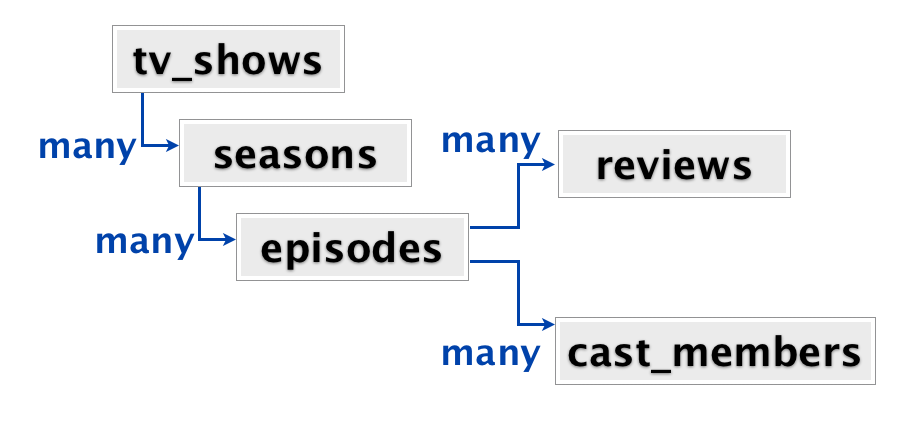 tv_shows
many
seasons
many
episodes
many
reviews
many
cast_members